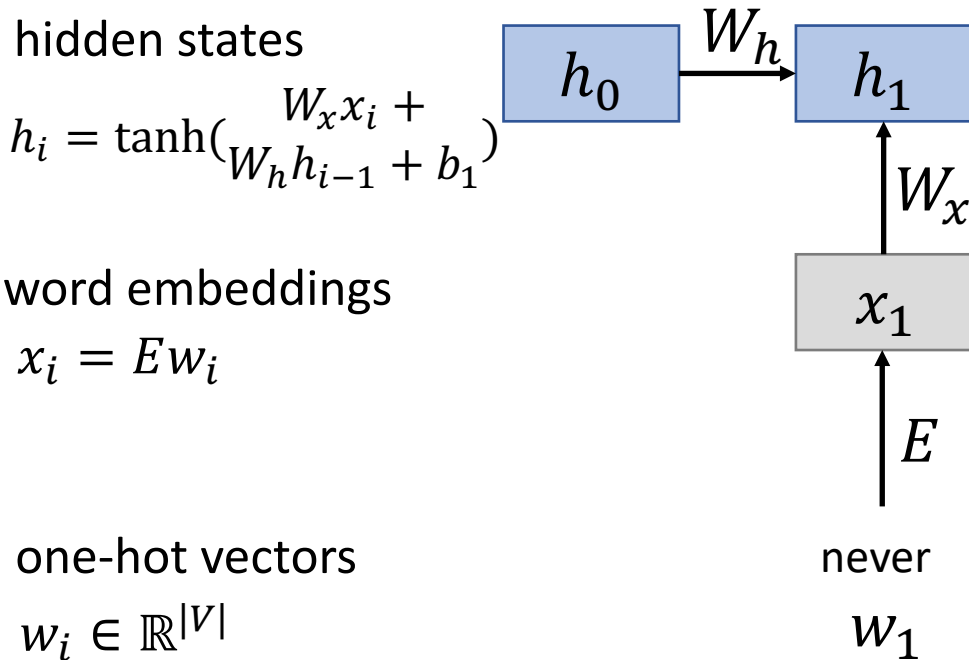 hidden states
h_i = tanh(W_x x_i + W_h h_{i−1} + b_1)
h_0
W_h
h_1
W_x
word embeddings
x_i = Ew_i
x_1
E
one-hot vectors
never
w_i ∈ ℝ^{|V|}
w_1